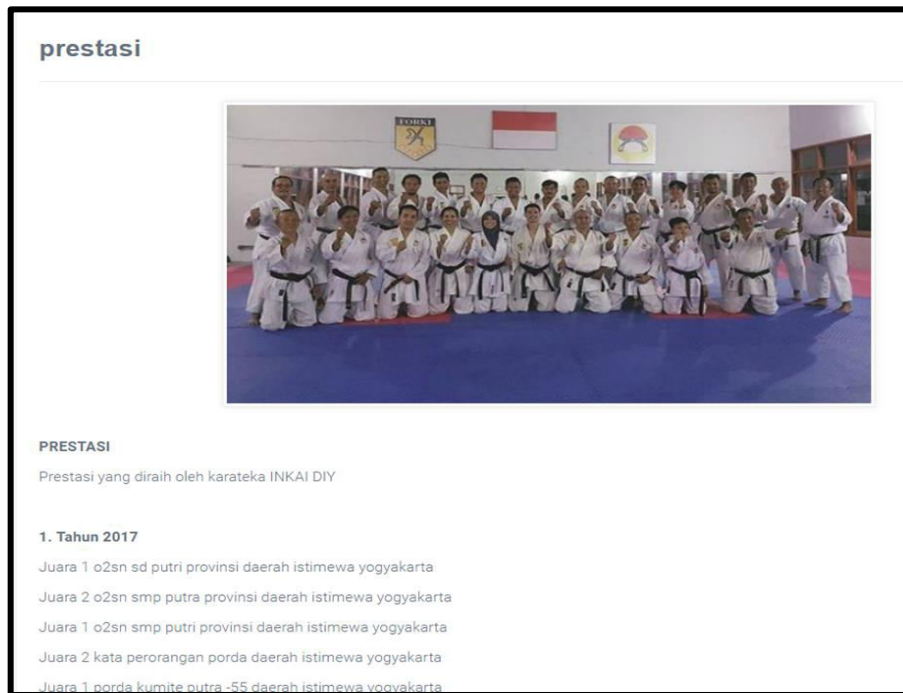 prestasi
FORKI
PRESTASI
Prestasi yang diraih oleh karateka INKAI DIY
1. Tahun 2017
Juara 1 o2sn sd putri provinsi daerah istimewa yogyakarta
Juara 2 o2sn smp putra provinsi daerah istimewa yogyakarta
Juara 1 o2sn smp putri provinsi daerah istimewa yogyakarta
Juara 2 kata perorangan porda daerah istimewa yogyakarta
Juara 1 porda kumite putra -55 daerah istimewa yogyakarta